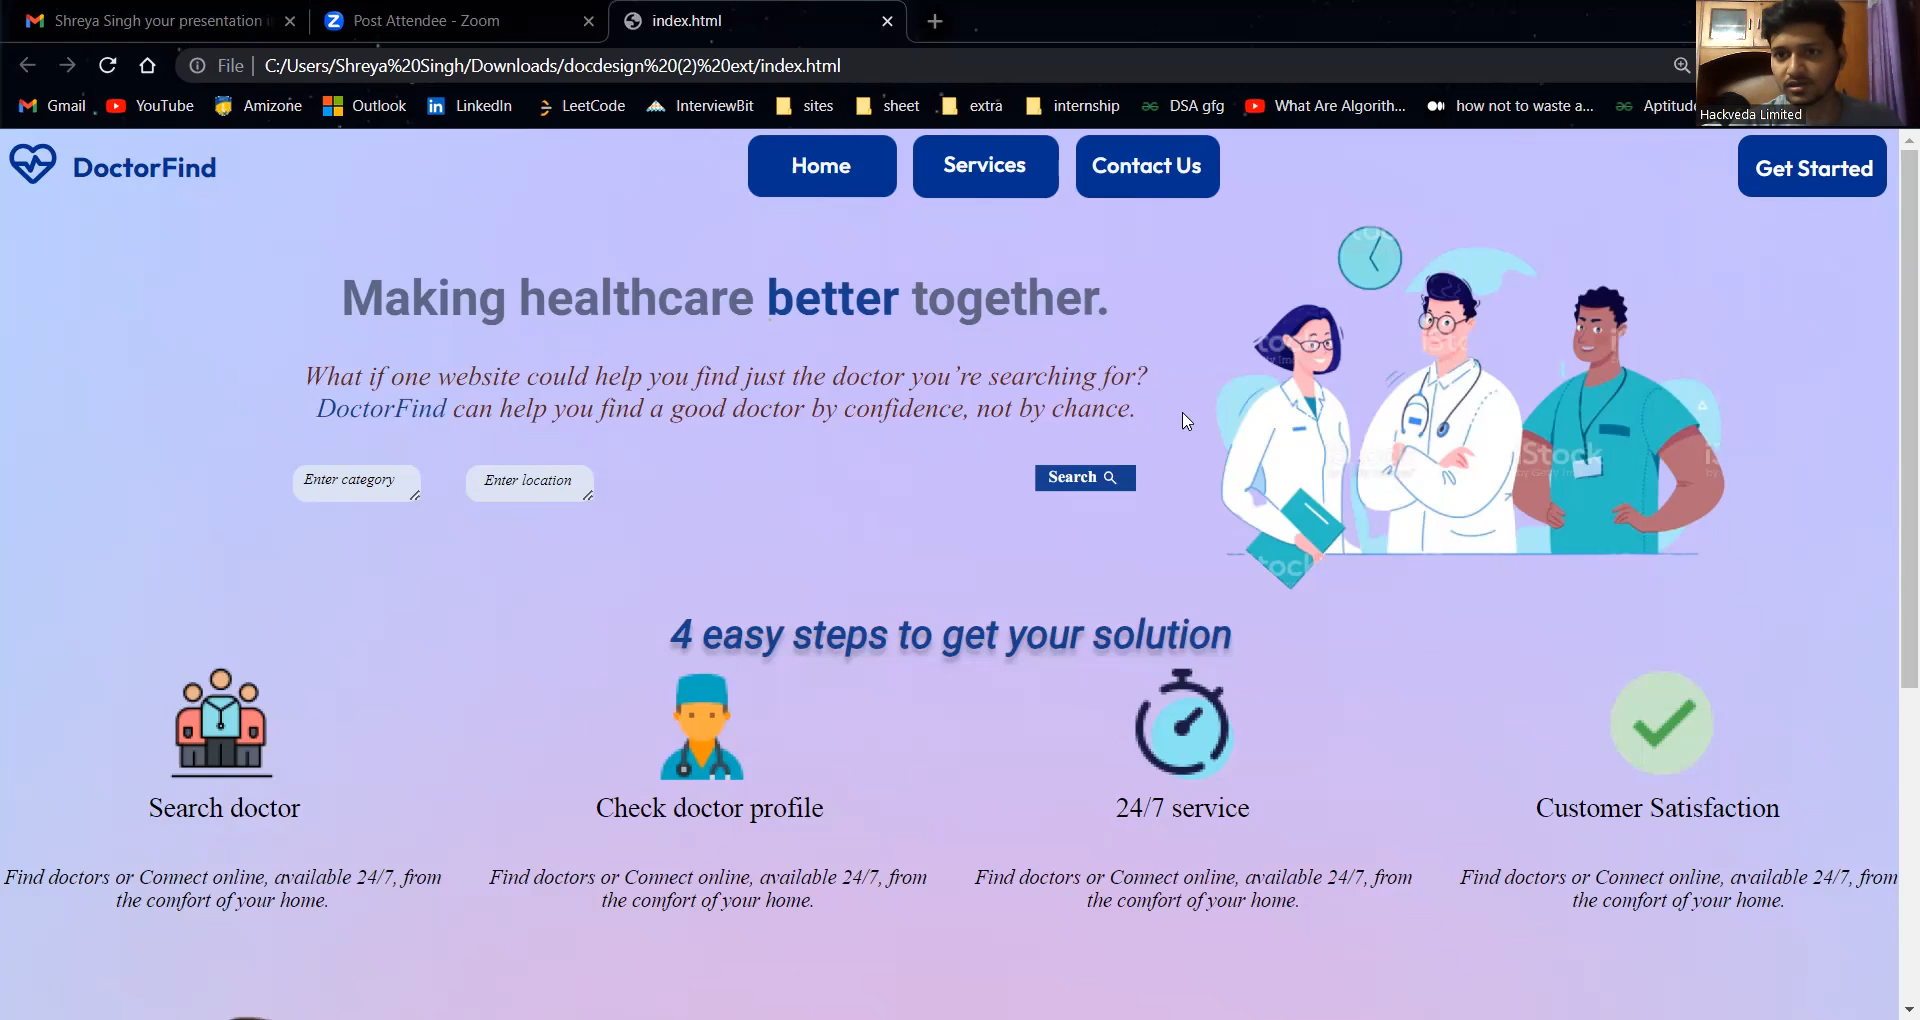 Shreya Singh your presentation i
Post Attendee - Zoom
index.html
File
C:/Users/Shreya%20Singh/Downloads/docdesign%20(2)%20ext/index.html
Gmail
YouTube
Amizone
Outlook
LinkedIn
LeetCode
InterviewBit
sites
sheet
extra
internship
DSA gfg
What Are Algorith...
how not to waste a...
Aptitude
Hackveda Limited
DoctorFind
Home
Services
Contact Us
Get Started
Making healthcare better together.
What if one website could help you find just the doctor you're searching for?
DoctorFind can help you find a good doctor by confidence, not by chance.
Enter category
Enter location
Search
iStock
4 easy steps to get your solution
Search doctor
Check doctor profile
24/7 service
Customer Satisfaction
Find doctors or Connect online, available 24/7, from
the comfort of your home.
Find doctors or Connect online, available 24/7, from
the comfort of your home.
Find doctors or Connect online, available 24/7, from
the comfort of your home.
Find doctors or Connect online, available 24/7, from
the comfort of your home.